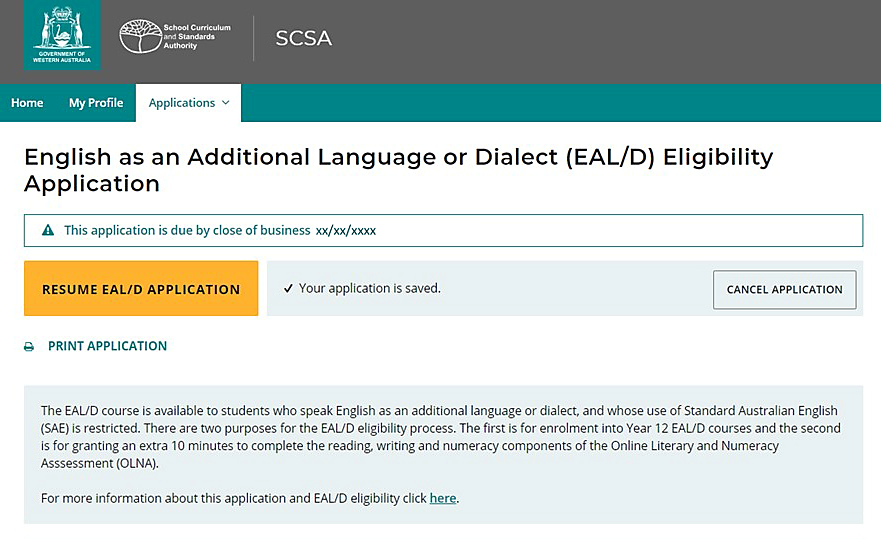 GOVERNMENT OF
WESTERN AUSTRALIA
School Curriculum
and Standards
Authority
SCSA
Home
My Profile
Applications
English as an Additional Language or Dialect (EAL/D) Eligibility
Application
This application is due by close of business xx/xx/xxxx
RESUME EAL/D APPLICATION
Your application is saved.
CANCEL APPLICATION
PRINT APPLICATION
The EAL/D course is available to students who speak English as an additional language or dialect, and whose use of Standard Australian English
(SAE) is restricted. There are two purposes for the EAL/D eligibility process. The first is for enrolment into Year 12 EAL/D courses and the second
is for granting an extra 10 minutes to complete the reading, writing and numeracy components of the Online Literary and Numeracy
Asssessment (OLNA).
For more information about this application and EAL/D eligibility click here.